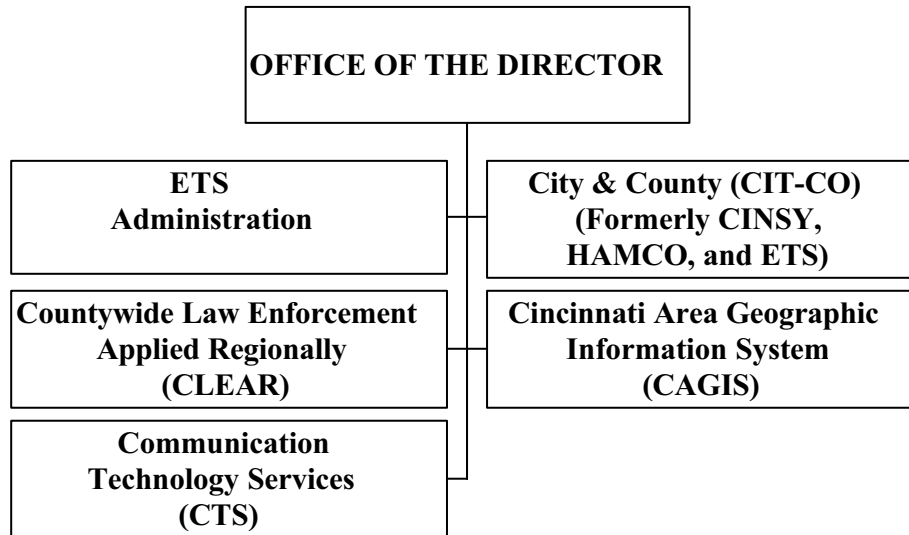 OFFICE OF THE DIRECTOR
ETS
Administration
City & County (CIT-CO)
(Formerly CINSY,
HAMCO, and ETS)
Countywide Law Enforcement
Applied Regionally
(CLEAR)
Cincinnati Area Geographic
Information System
(CAGIS)
Communication
Technology Services
(CTS)